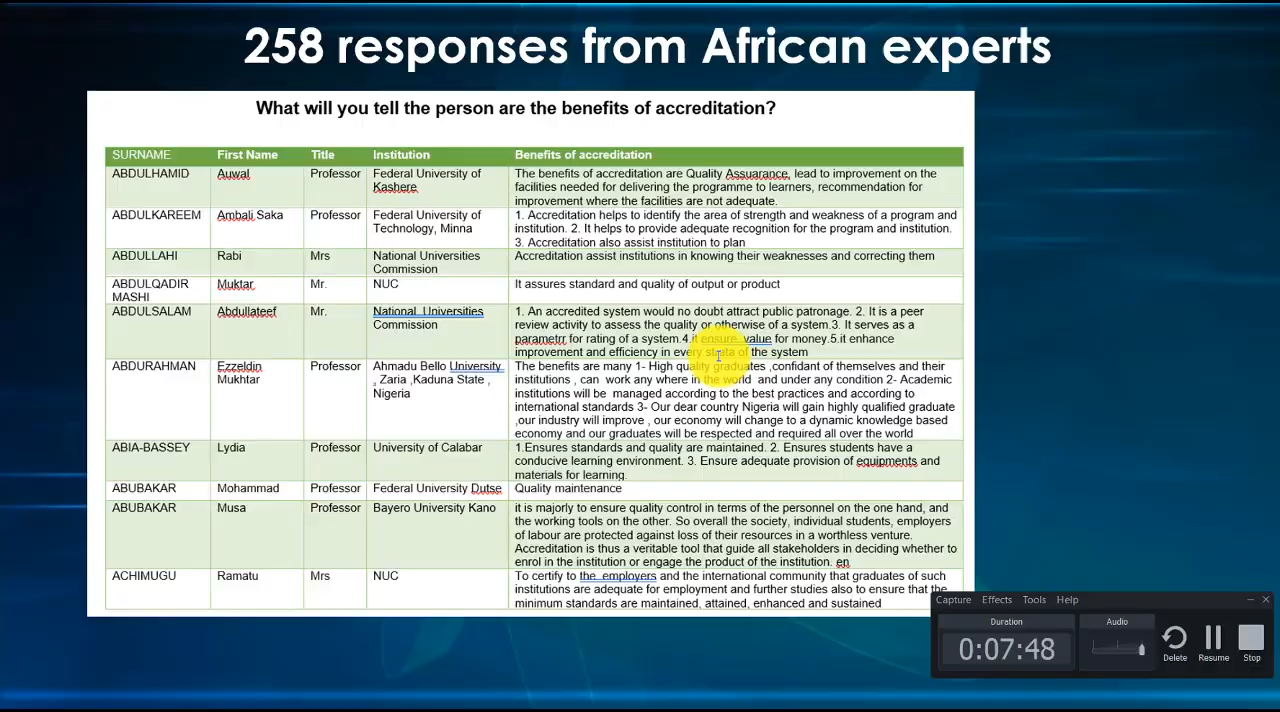 258 responses from African experts
What will you tell the person are the benefits of accreditation?
SURNAME First Name Title Institution Benefits of accreditation
ABDULHAMID Auwal Professor Federal University of Kashere The benefits of accreditation are Quality Assuarance, lead to improvement on the
facilities needed for delivering the programme to learners, recommendation for
improvement where the facilities are not adequate.
ABDULKAREEM Ambali Saka Professor Federal University of Technology, Minna 1. Accreditation helps to identify the area of strength and weakness of a program and
institution. 2. It helps to provide adequate recognition for the program and institution.
3. Accreditation also assist institution to plan
ABDULLAHI Rabi Mrs National Universities Commission Accreditation assist institutions in knowing their weaknesses and correcting them
ABDULQADIR MASHI Muktar Mr. NUC It assures standard and quality of output or product
ABDULSALAM Abdullateef Mr. National Universities Commission 1. An accredited system would no doubt attract public patronage. 2. It is a peer
review activity to assess the quality or otherwise of a system.3. It serves as a
parametrr for rating of a system.4.it ensure value for money.5.it enhance
improvement and efficiency in every strata of the system
ABDURAHMAN Ezzeldin Mukhtar Professor Ahmadu Bello University , Zaria ,Kaduna State , Nigeria The benefits are many 1- High quality graduates ,confidant of themselves and their
institutions , can work any where in the world and under any condition 2- Academic
institutions will be managed according to the best practices and according to
international standards 3- Our dear country Nigeria will gain highly qualified graduate
,our industry will improve , our economy will change to a dynamic knowledge based
economy and our graduates will be respected and required all over the world
ABIA-BASSEY Lydia Professor University of Calabar 1.Ensures standards and quality are maintained. 2. Ensures students have a
conducive learning environment. 3. Ensure adequate provision of equipments and
materials for learning.
ABUBAKAR Mohammad Professor Federal University Dutse Quality maintenance
ABUBAKAR Musa Professor Bayero University Kano it is majorly to ensure quality control in terms of the personnel on the one hand, and
the working tools on the other. So overall the society, individual students, employers
of labour are protected against loss of their resources in a worthless venture.
Accreditation is thus a veritable tool that guide all stakeholders in deciding whether to
enrol in the institution or engage the product of the institution. en
ACHIMUGU Ramatu Mrs NUC To certify to the employers and the international community that graduates of such
institutions are adequate for employment and further studies also to ensure that the
minimum standards are maintained, attained, enhanced and sustained
Capture Effects Tools Help
Duration Audio
0:07:48
Delete Resume Stop